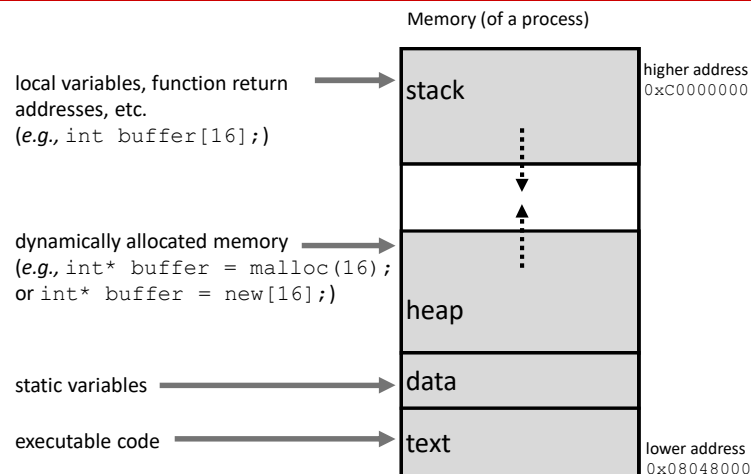 Memory (of a process)
local variables, function return
addresses, etc.
(e.g., int buffer[16];)
stack
higher address
0xC0000000
dynamically allocated memory
(e.g., int* buffer = malloc(16);
or int* buffer = new[16];)
heap
static variables
data
executable code
text
lower address
0x08048000